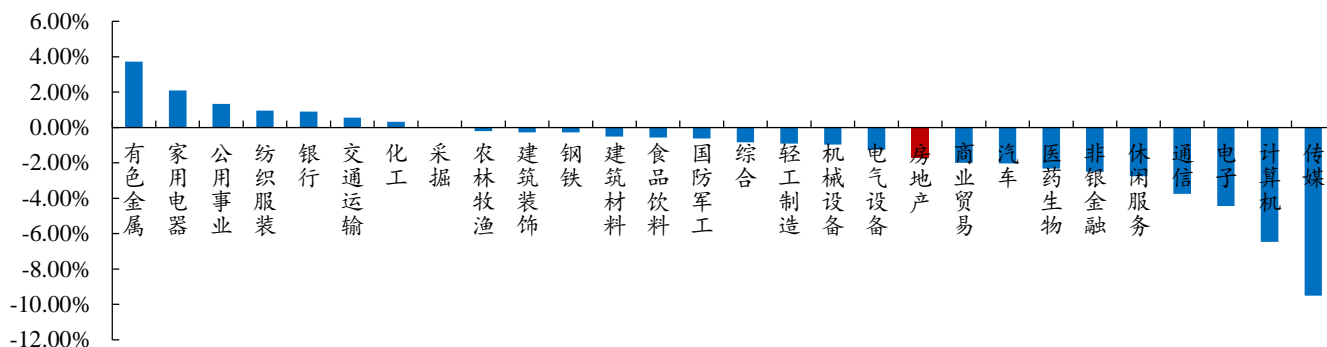 6.00%
4.00%
2.00%
0.00%
-2.00%
-4.00%
-6.00%
-8.00%
-10.00%
-12.00%
有色金属
家用电器
公用事业
纺织服装
银行
交通运输
化工
采掘
农林牧渔
建筑装饰
钢铁
建筑材料
食品饮料
国防军工
综合
轻工制造
机械设备
电气设备
房地产
商业贸易
汽车
医药生物
非银金融
休闲服务
通信
电子
计算机
传媒